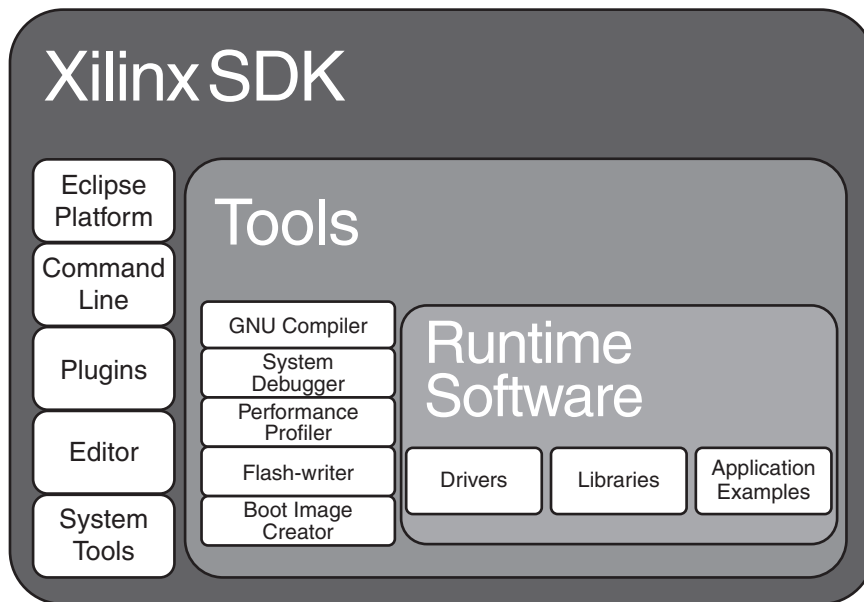 Xilinx SDK
Eclipse
Platform
Command
Line
Plugins
Editor
System
Tools
Tools
GNU Compiler
System
Debugger
Performance
Profiler
Flash-writer
Boot Image
Creator
Runtime
Software
Drivers
Libraries
Application
Examples